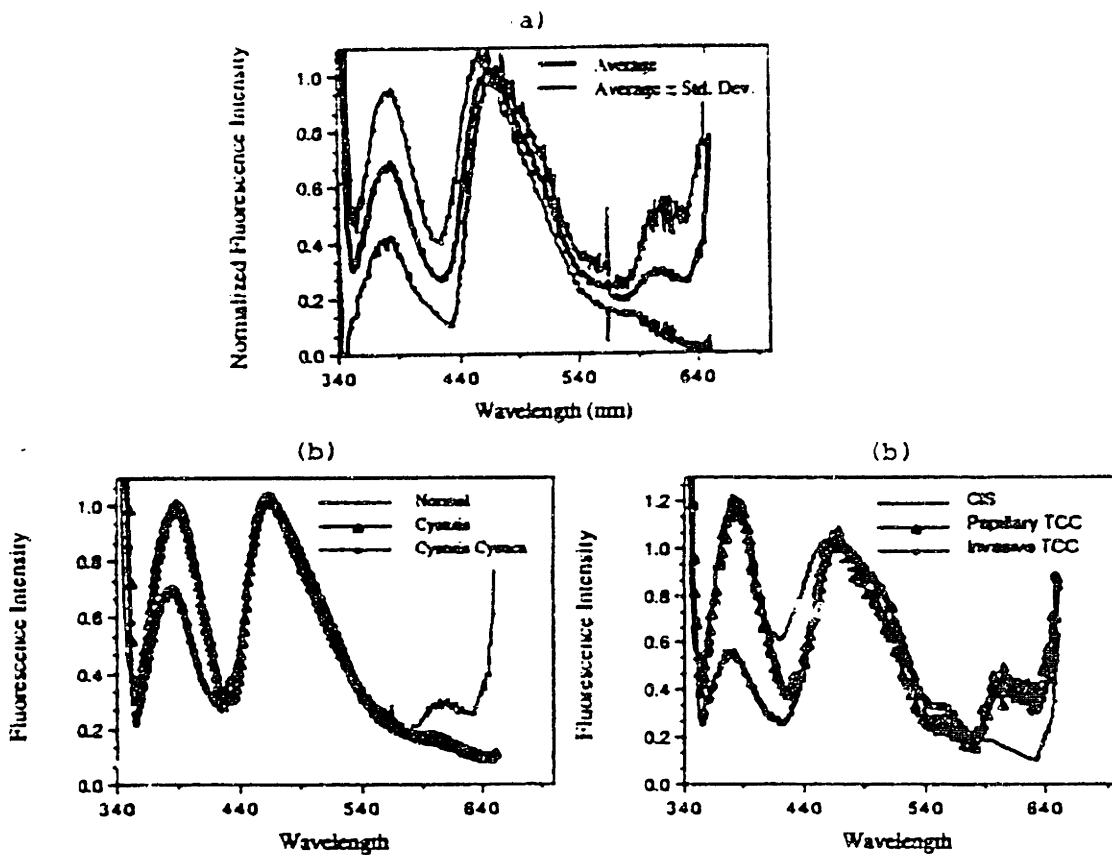 a)
Normalized Fluorescence Intensity
1.0
0.8
0.6
0.4
0.2
0.0
Average
Average ± Std. Dev.
340
440
540
640
Wavelength (nm)
(b)
Fluorescence Intensity
1.0
0.8
0.6
0.4
0.2
0.0
Normal
Cystitis
Cystitis Cystica
340
440
540
640
Wavelength
(b)
Fluorescence Intensity
1.2
1.0
0.8
0.6
0.4
0.2
0.0
CIS
Papillary TCC
Invasive TCC
340
440
540
640
Wavelength